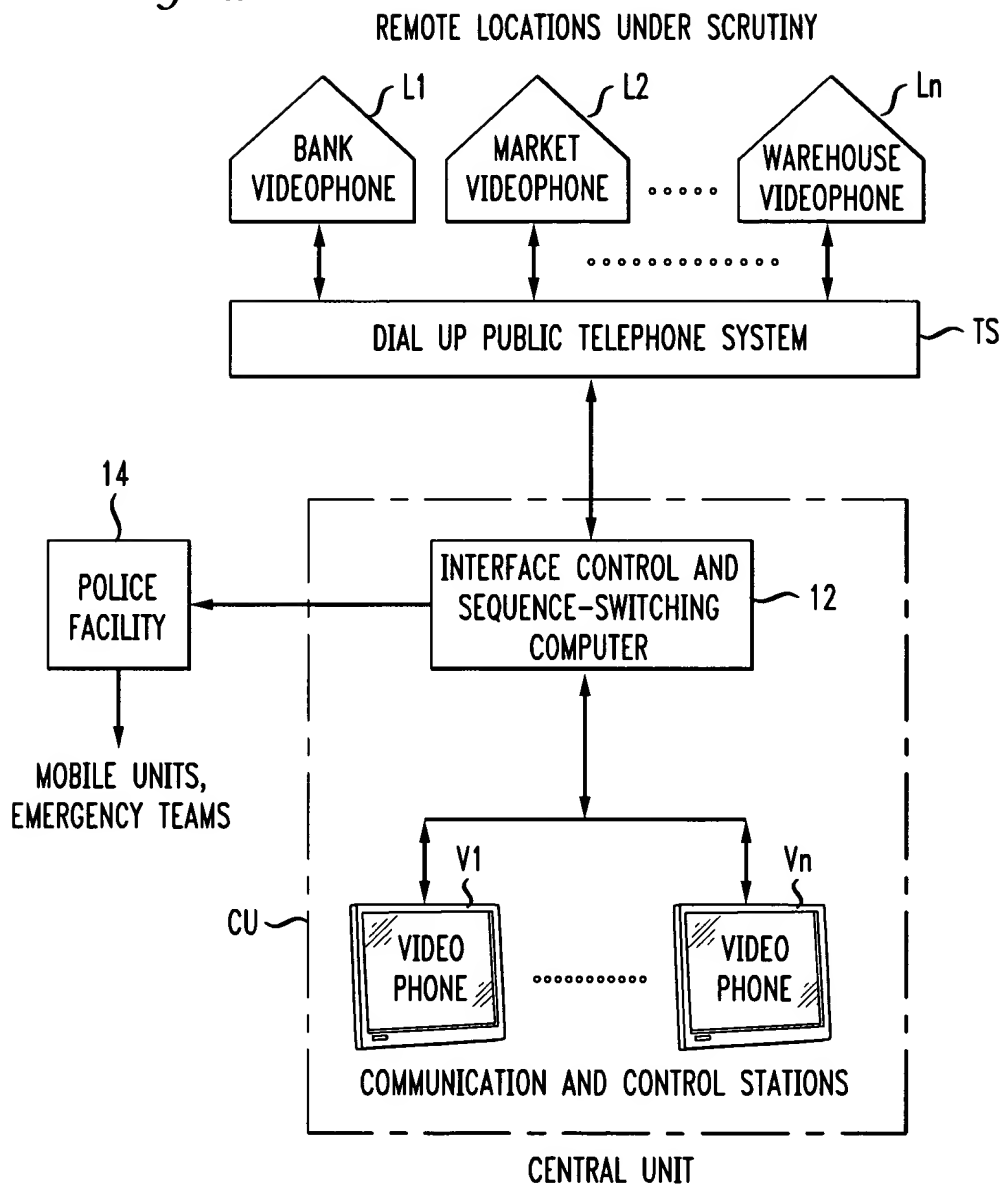 REMOTE LOCATIONS UNDER SCRUTINY
L1
L2
Ln
BANK
VIDEOPHONE
MARKET
VIDEOPHONE
WAREHOUSE
VIDEOPHONE
DIAL UP PUBLIC TELEPHONE SYSTEM
TS
14
POLICE
FACILITY
INTERFACE CONTROL AND
SEQUENCE-SWITCHING
COMPUTER
12
MOBILE UNITS,
EMERGENCY TEAMS
V1
Vn
CU
VIDEO
PHONE
VIDEO
PHONE
COMMUNICATION AND CONTROL STATIONS
CENTRAL UNIT